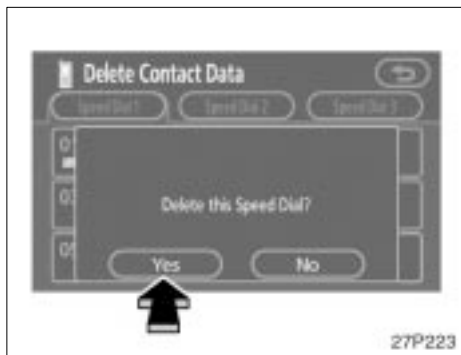 Delete Contact Data
Speed Dial 1 Speed Dial 2 Speed Dial 3
Delete this Speed Dial?
Yes No
27P223